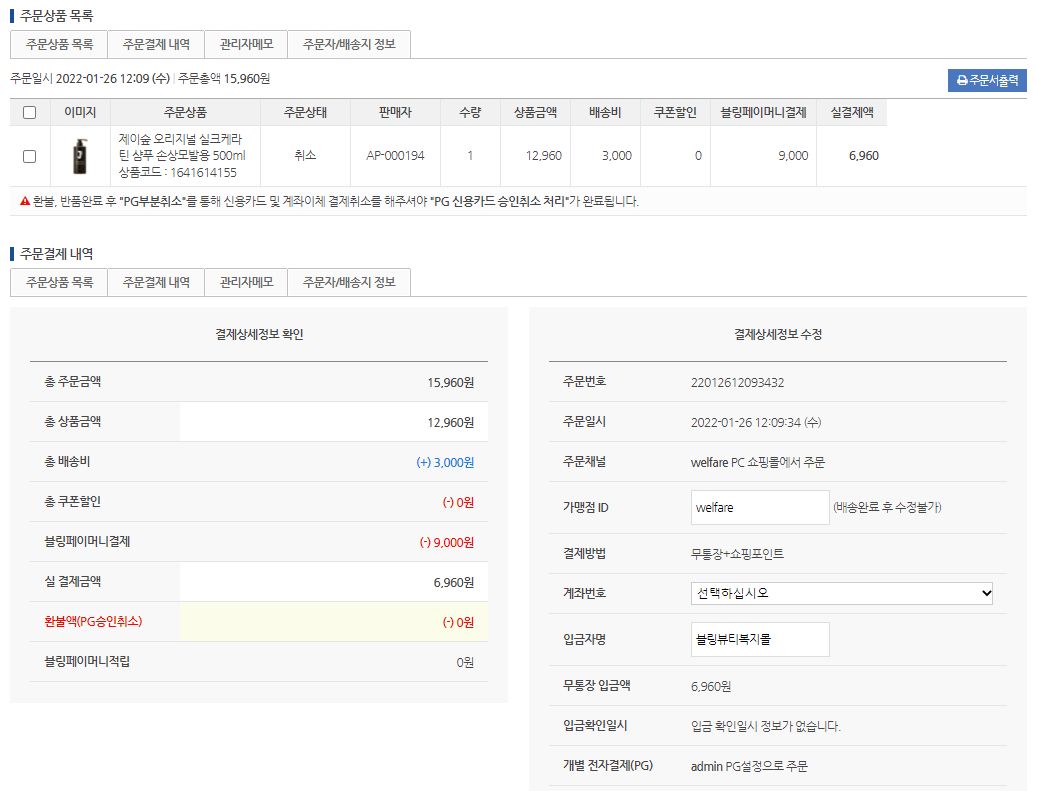 주문상품 목록
주문상품 목록 주문결제 내역 관리자메모 주문자/배송지 정보
주문일시 2022-01-26 12:09 (수) | 주문총액 15,960원
주문서출력
이미지 주문상품 주문상태 판매자 수량 상품금액 배송비 쿠폰할인 블링페이머니결제 실결제액
제이숲 오리지널 실크케라
틴 샴푸 손상모발용 500ml
상품코드 : 1641614155
취소 AP-000194 1 12,960 3,000 0 9,000 6,960
환불, 반품완료 후 "PG부분취소"를 통해 신용카드 및 계좌이체 결제취소를 해주셔야 "PG 신용카드 승인취소 처리"가 완료됩니다.
주문결제 내역
주문상품 목록 주문결제 내역 관리자메모 주문자/배송지 정보
결제상세정보 확인
총 주문금액 15,960원
총 상품금액 12,960원
총 배송비 (+) 3,000원
총 쿠폰할인 (-) 0원
블링페이머니결제 (-) 9,000원
실 결제금액 6,960원
환불액(PG승인취소) (-) 0원
블링페이머니적립 0원
결제상세정보 수정
주문번호 22012612093432
주문일시 2022-01-26 12:09:34 (수)
주문채널 welfare PC 쇼핑몰에서 주문
가맹점 ID welfare (배송완료 후 수정불가)
결제방법 무통장+쇼핑포인트
계좌번호 선택하십시오
입금자명 블링뷰티복지몰
무통장 입금액 6,960원
입금확인일시 입금 확인일시 정보가 없습니다.
개별 전자결제(PG) admin PG설정으로 주문